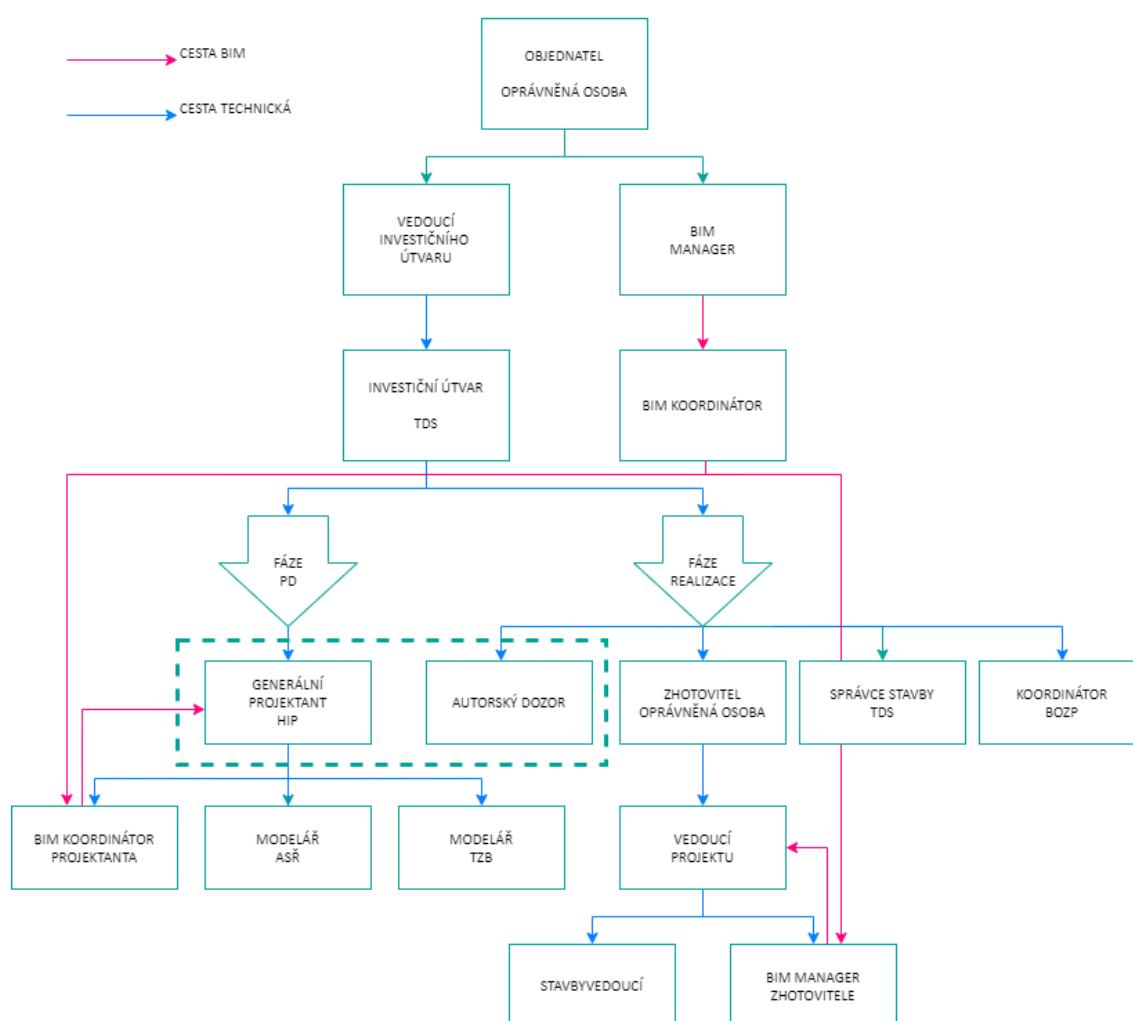 CESTA BIM
CESTA TECHNICKÁ
OBJEDNATEL
OPRÁVNĚNÁ OSOBA
VEDOUCÍ
INVESTIČNÍHO
ÚTVARU
BIM
MANAGER
INVESTIČNÍ ÚTVAR
TDS
BIM KOORDINÁTOR
FÁZE
PD
FÁZE
REALIZACE
GENERÁLNÍ
PROJEKTANT
HIP
AUTORSKÝ DOZOR
ZHOTOVITEL
OPRÁVNĚNÁ OSOBA
SPRÁVCE STAVBY
TDS
KOORDINÁTOR
BOZP
BIM KOORDINÁTOR
PROJEKTANTA
MODELÁŘ
ASŘ
MODELÁŘ
TZB
VEDOUCÍ
PROJEKTU
STAVBYVEDOUCÍ
BIM MANAGER
ZHOTOVITELE